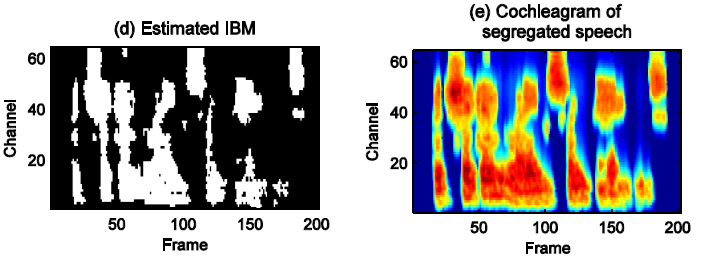 (d) Estimated IBM
60
40
20
Channel
50
100
150
200
Frame
(e) Cochleagram of
segregated speech
60
40
20
Channel
50
100
150
200
Frame